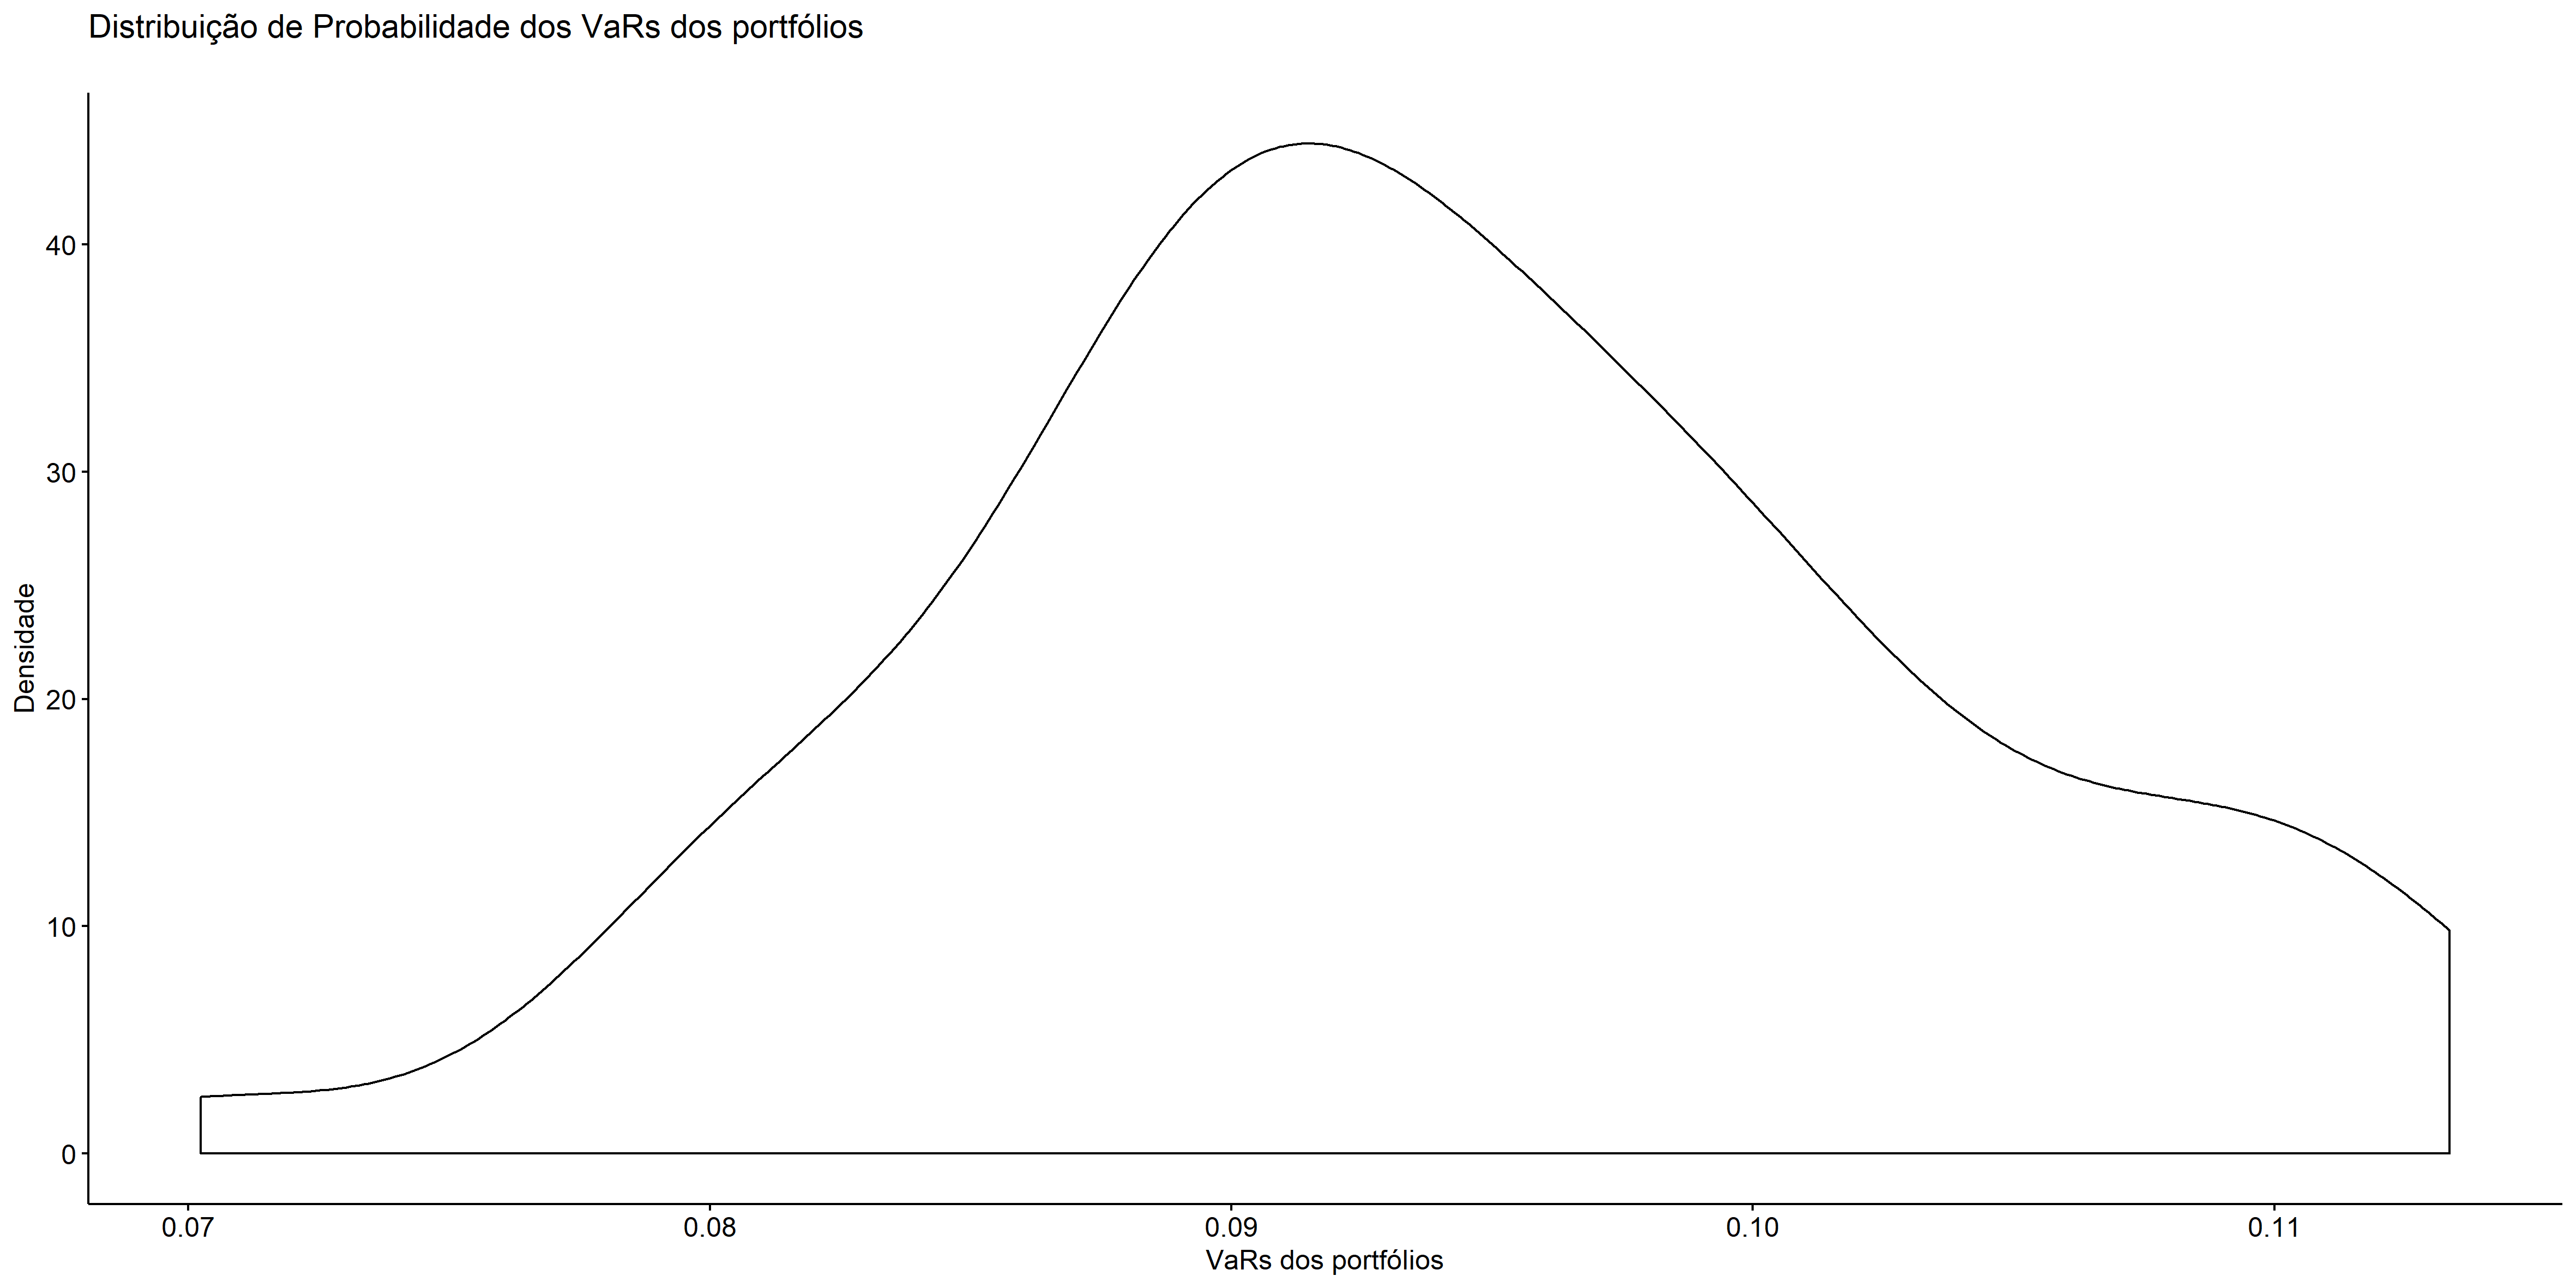 Distribuição de Probabilidade dos VaRs dos portfólios
Densidade
40
30
20
10
0
0.07 0.08 0.09 0.10 0.11
VaRs dos portfólios